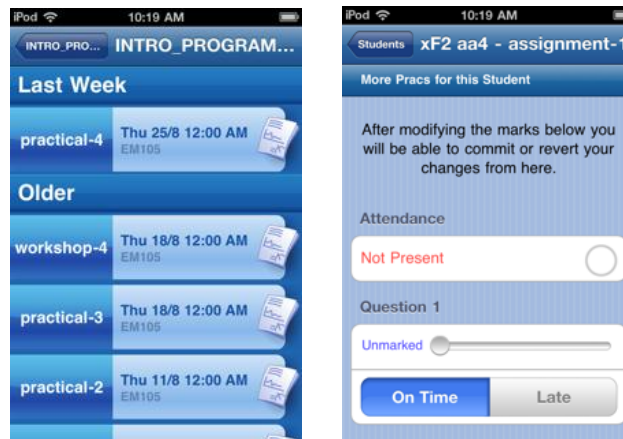 iPod 10:19 AM
INTRO_PRO... INTRO_PROGRAM...
Last Week
practical-4 Thu 25/8 12:00 AM
EM105
Older
workshop-4 Thu 18/8 12:00 AM
EM105
practical-3 Thu 18/8 12:00 AM
EM105
practical-2 Thu 11/8 12:00 AM
EM105
iPod 10:19 AM
Students xF2 aa4 - assignment-1
More Pracs for this Student
After modifying the marks below you
will be able to commit or revert your
changes from here.
Attendance
Not Present
Question 1
Unmarked
On Time Late